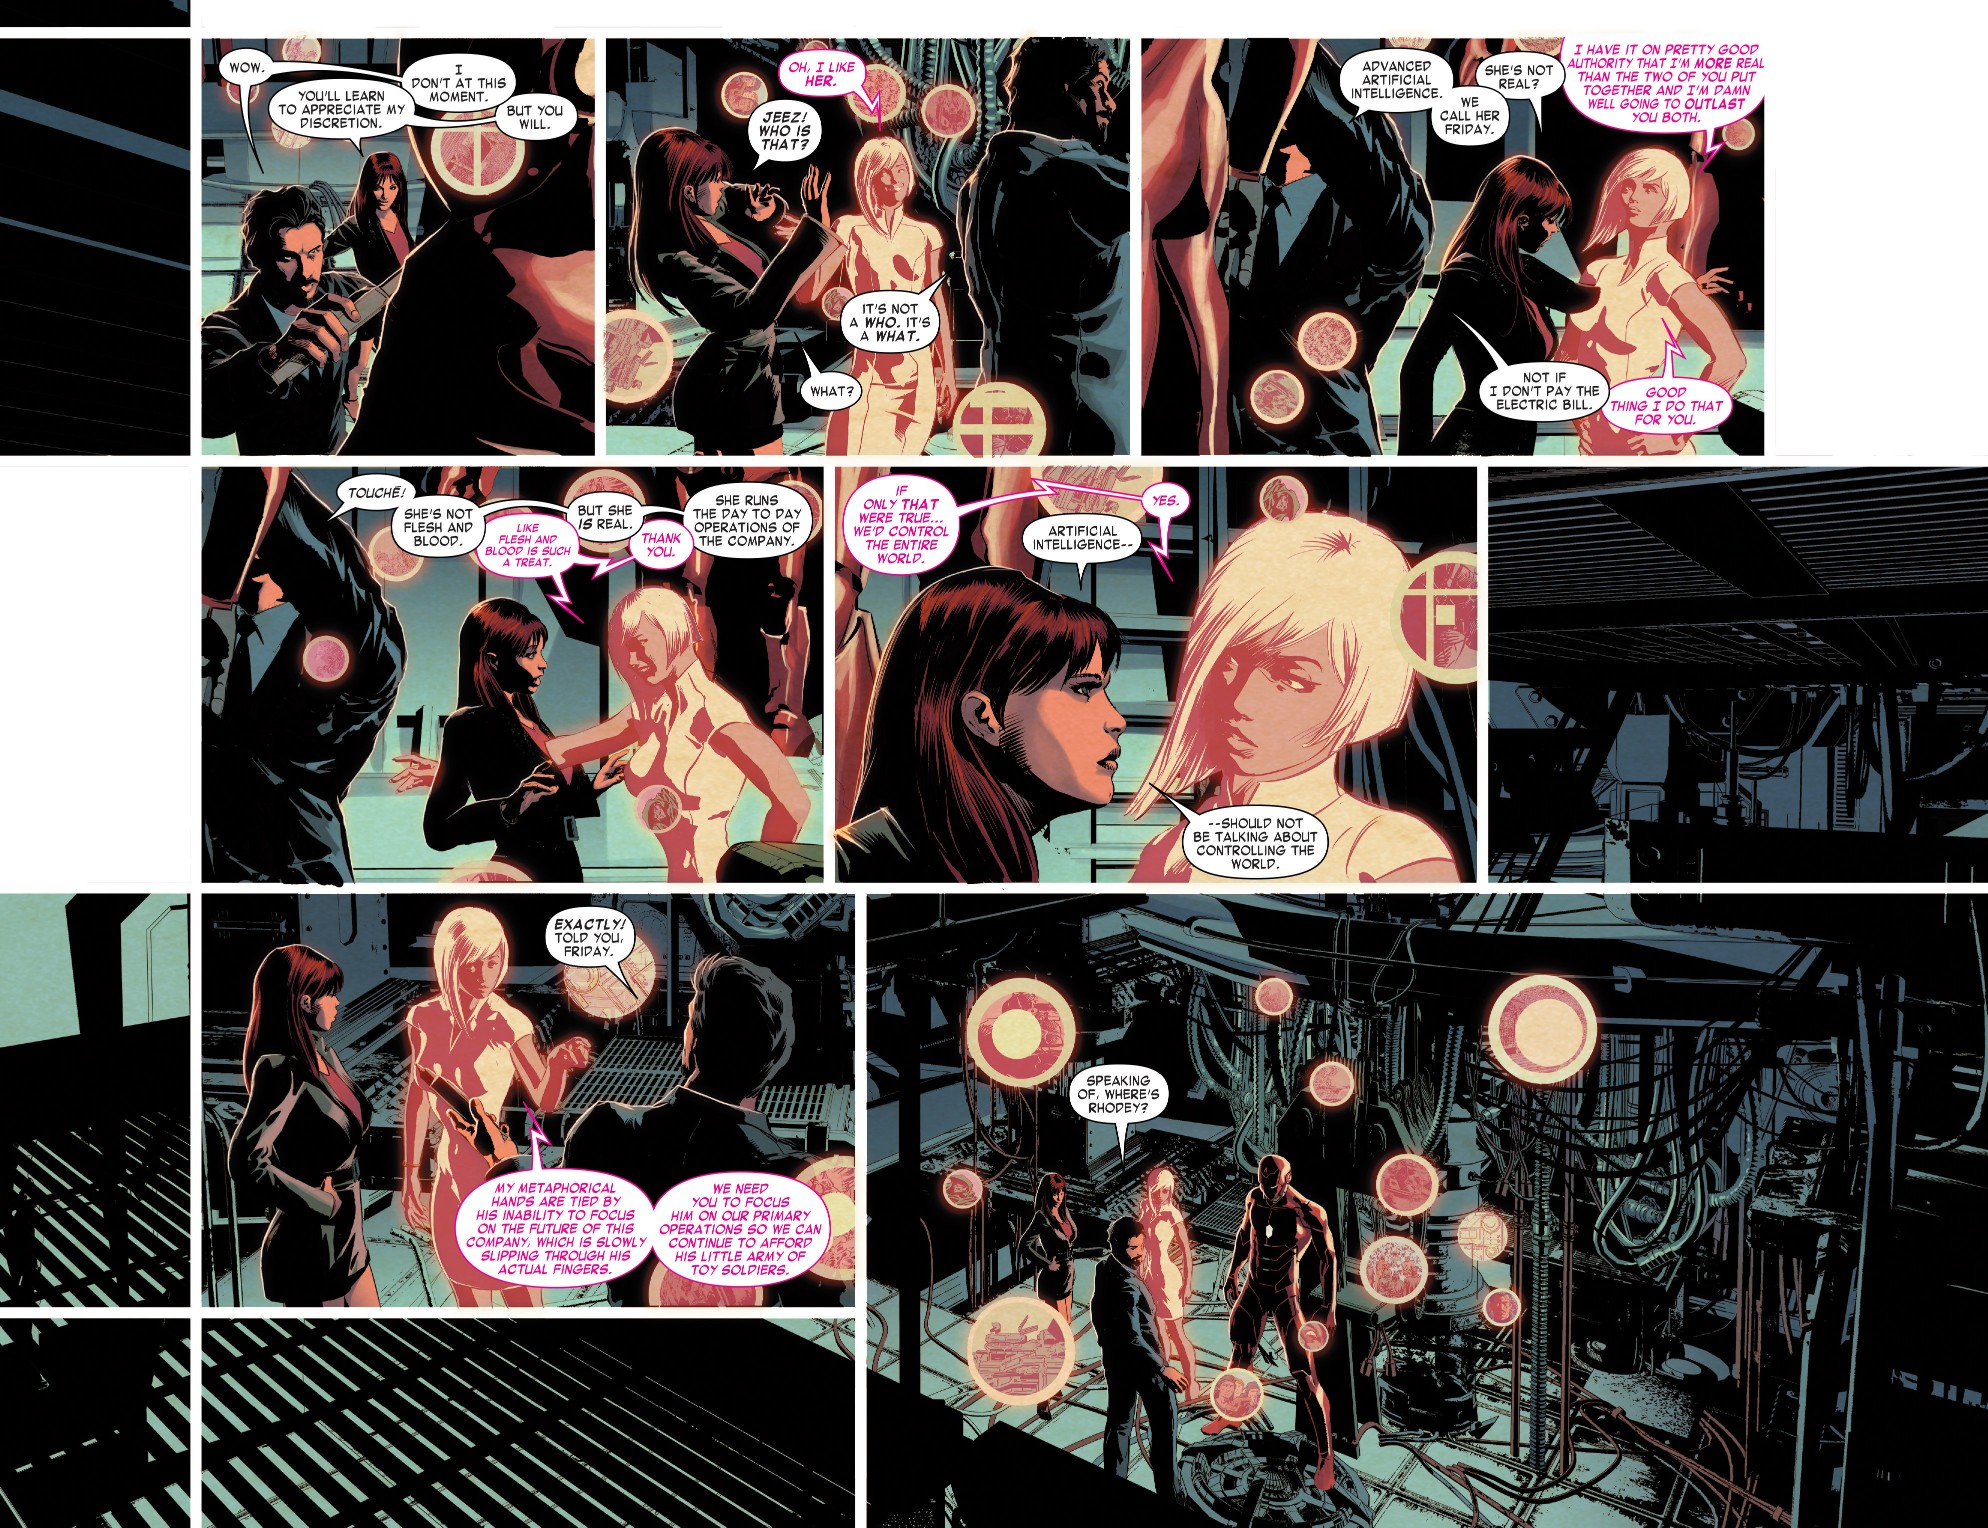 WOW.
YOU'LL LEARN
TO APPRECIATE MY
DISCRETION.
I
DON'T AT THIS
MOMENT.
BUT YOU
WILL.
OH, I LIKE
HER.
JEEZ!
WHO IS
THAT?
IT'S NOT
A WHO. IT'S
A WHAT.
WHAT?
ADVANCED
ARTIFICIAL
INTELLIGENCE.
WE
CALL HER
FRIDAY.
SHE'S NOT
REAL?
I HAVE IT ON PRETTY GOOD
AUTHORITY THAT I'M MORE REAL
THAN THE TWO OF YOU PUT
TOGETHER AND I'M DAMN
WELL GOING TO OUTLAST
YOU BOTH.
NOT IF
I DON'T PAY THE
ELECTRIC BILL.
GOOD
THING I DO THAT
FOR YOU.
TOUCHÉ!
SHE'S NOT
FLESH AND
BLOOD.
LIKE
FLESH AND
BLOOD IS SUCH
A TREAT.
BUT SHE
IS REAL.
THANK
YOU.
SHE RUNS
THE DAY TO DAY
OPERATIONS OF
THE COMPANY.
IF
ONLY THAT
WERE TRUE...
WE'D CONTROL
THE ENTIRE
WORLD.
ARTIFICIAL
INTELLIGENCE--
YES.
--SHOULD NOT
BE TALKING ABOUT
CONTROLLING THE
WORLD.
EXACTLY!
TOLD YOU,
FRIDAY.
MY METAPHORICAL
HANDS ARE TIED BY
HIS INABILITY TO FOCUS
ON THE FUTURE OF THIS
COMPANY, WHICH IS SLOWLY
SLIPPING THROUGH HIS
ACTUAL FINGERS.
WE NEED
YOU TO FOCUS
HIM ON OUR PRIMARY
OPERATIONS SO WE CAN
CONTINUE TO AFFORD
HIS LITTLE ARMY OF
TOY SOLDIERS.
SPEAKING
OF, WHERE'S
RHODEY?